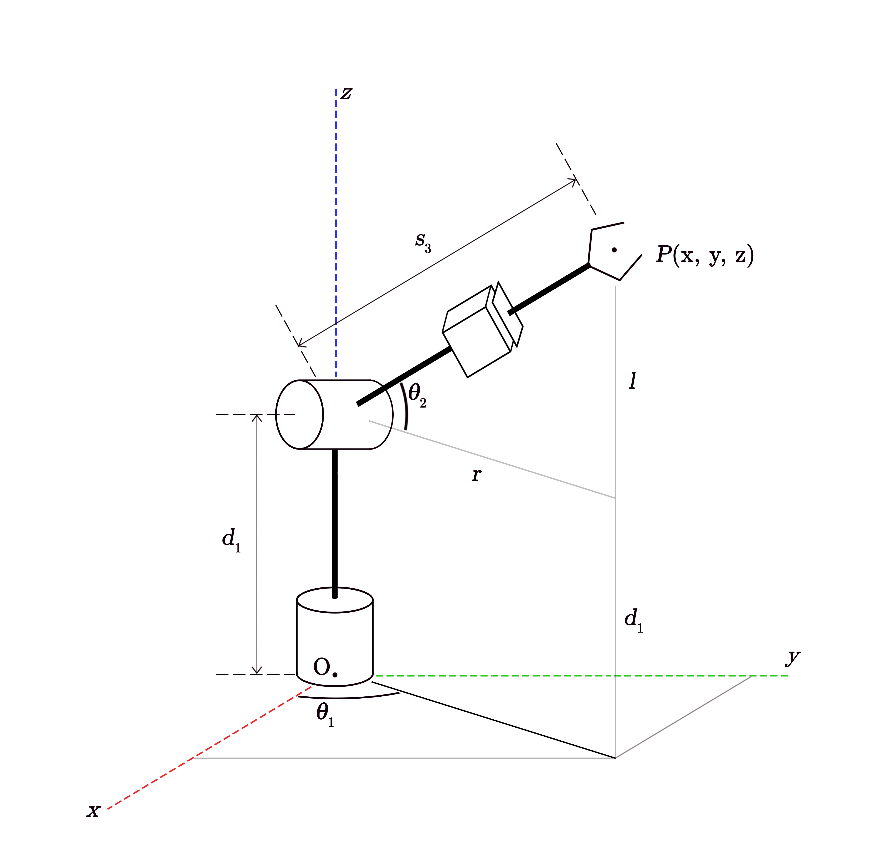 z
s₃
P(x, y, z)
θ₂
l
r
d₁
d₁
O
y
θ₁
x